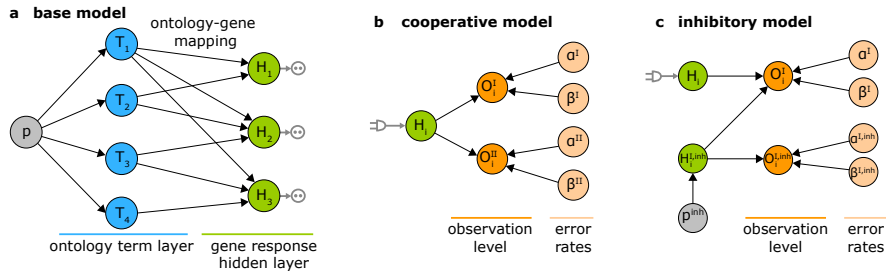 a base model
ontology-gene
mapping
p
T1
T2
T3
T4
H1
H2
H3
ontology term layer
gene response
hidden layer
b cooperative model
Hi
OiI
OiII
αI
βI
αII
βII
observation
level
error
rates
c inhibitory model
Hi
HiI,inh
pinh
OiI
OiI,inh
αI
βI
αI,inh
βI,inh
observation
level
error
rates